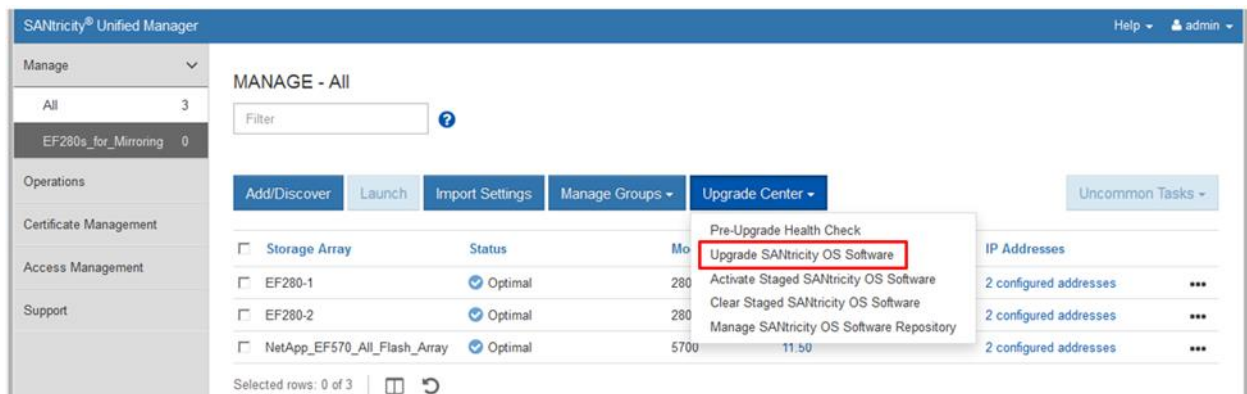 SANtricity® Unified Manager
Help
admin
Manage
All 3
EF280s_for_Mirroring 0
Operations
Certificate Management
Access Management
Support
MANAGE - All
Filter
?
Add/Discover
Launch
Import Settings
Manage Groups
Upgrade Center
Uncommon Tasks
Pre-Upgrade Health Check
Upgrade SANtricity OS Software
Activate Staged SANtricity OS Software
Clear Staged SANtricity OS Software
Manage SANtricity OS Software Repository
Storage Array Status Mo IP Addresses
EF280-1 Optimal 280 2 configured addresses •••
EF280-2 Optimal 280 2 configured addresses •••
NetApp_EF570_All_Flash_Array Optimal 5700 11.50 2 configured addresses •••
Selected rows: 0 of 3